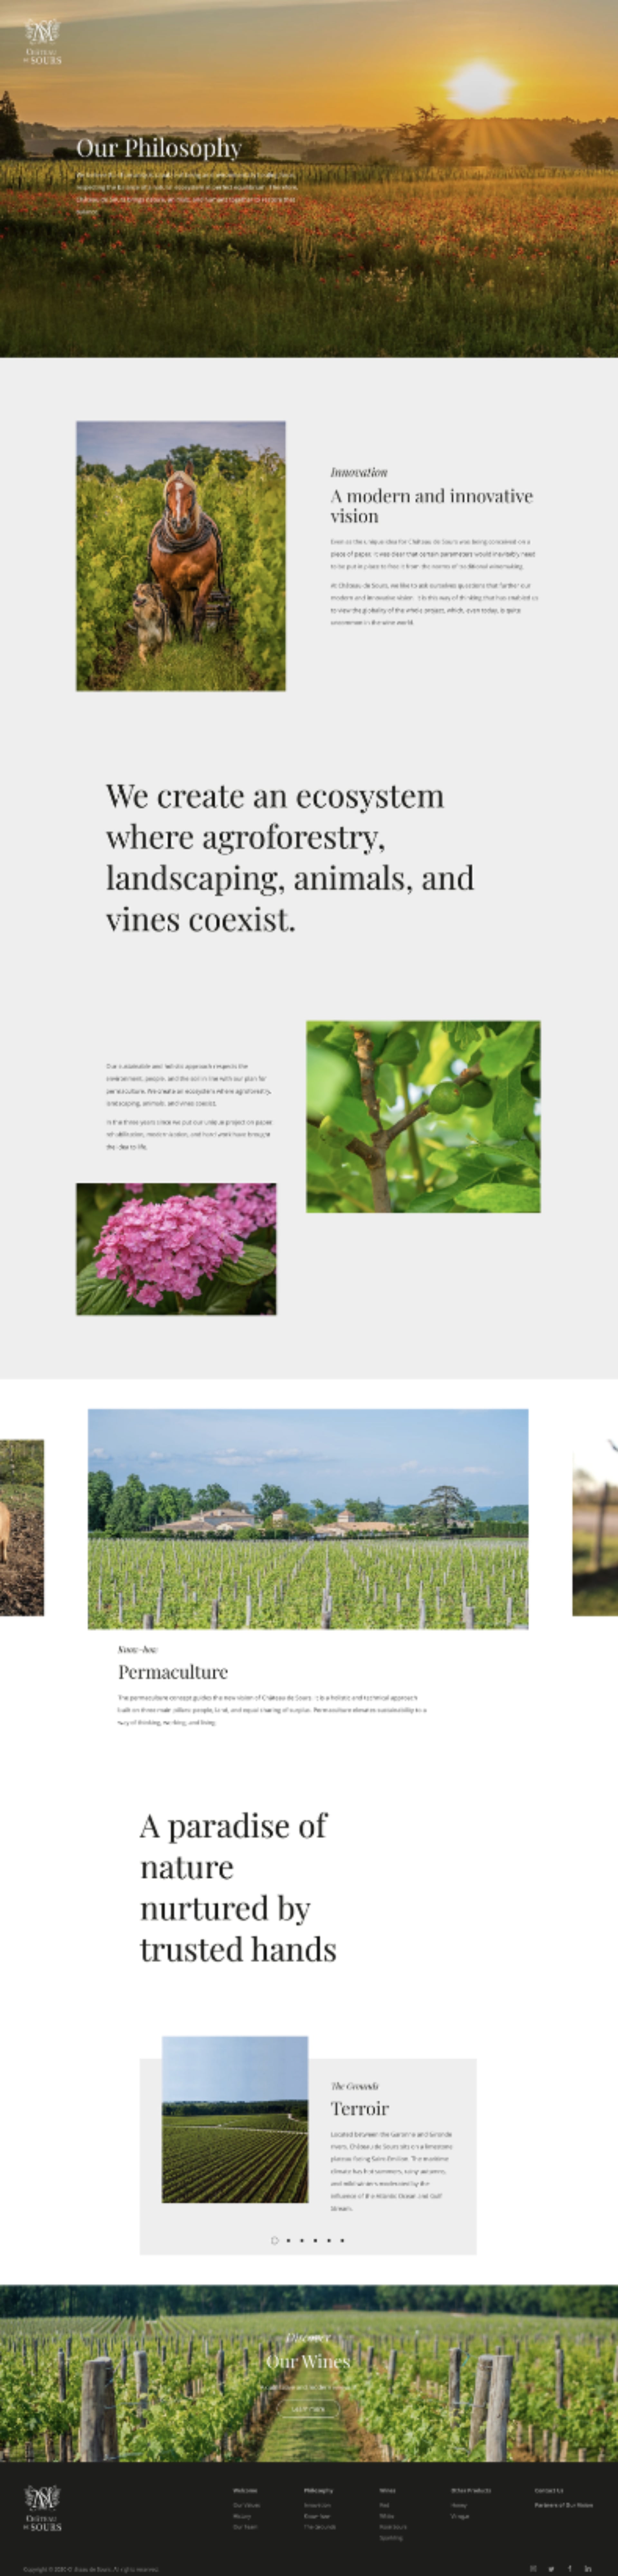 CHÂTEAU
DE SOURS
Our Philosophy
Innovation
A modern and innovative
vision
Even as the unique idea for Château de Sours was being conceived on a
piece of paper, it was clear that certain parameters would inevitably need
to be put in place to free it from the norms of traditional winemaking.
At Château de Sours, we like to ask ourselves questions that further our
modern and innovative vision. It is this way of thinking that has enabled us
to view the globality of the whole project, which, even today, is quite
uncommon in the wine world.
We create an ecosystem
where agroforestry,
landscaping, animals, and
vines coexist.
Our sustainable and holistic approach respects the
environment, people, and the soil in line with our plan for
permaculture. We create an ecosystem where agroforestry,
landscaping, animals, and vines coexist.
In the three years since we put our unique project on paper,
rehabilitation, modernization, and hard work have brought
the idea to life.
Know-how
Permaculture
The permaculture concept guides the new vision of Château de Sours. It is a holistic and technical approach
built on three main pillars: people, land, and equal sharing of surplus. Permaculture elevates sustainability to a
way of thinking, working, and living.
A paradise of
nature
nurtured by
trusted hands
The Grounds
Terroir
Located between the Garonne and Gironde
rivers, Château de Sours sits on a limestone
plateau facing Saint-Émilion. The maritime
climate has hot summers, rainy autumns,
and mild winters moderated by the
influence of the Atlantic Ocean and Gulf
Stream.
Discover
Our Wines
Learn more
CHÂTEAU
DE SOURS
Welcome Philosophy Wines Other Products Contact Us
Our Values Innovation Red Honey Partners of Our Vision
History Know-how White Vinegar
Our Team The Grounds Rosé Sours
Sparkling
Copyright © 2020 © Château de Sours. All rights reserved.